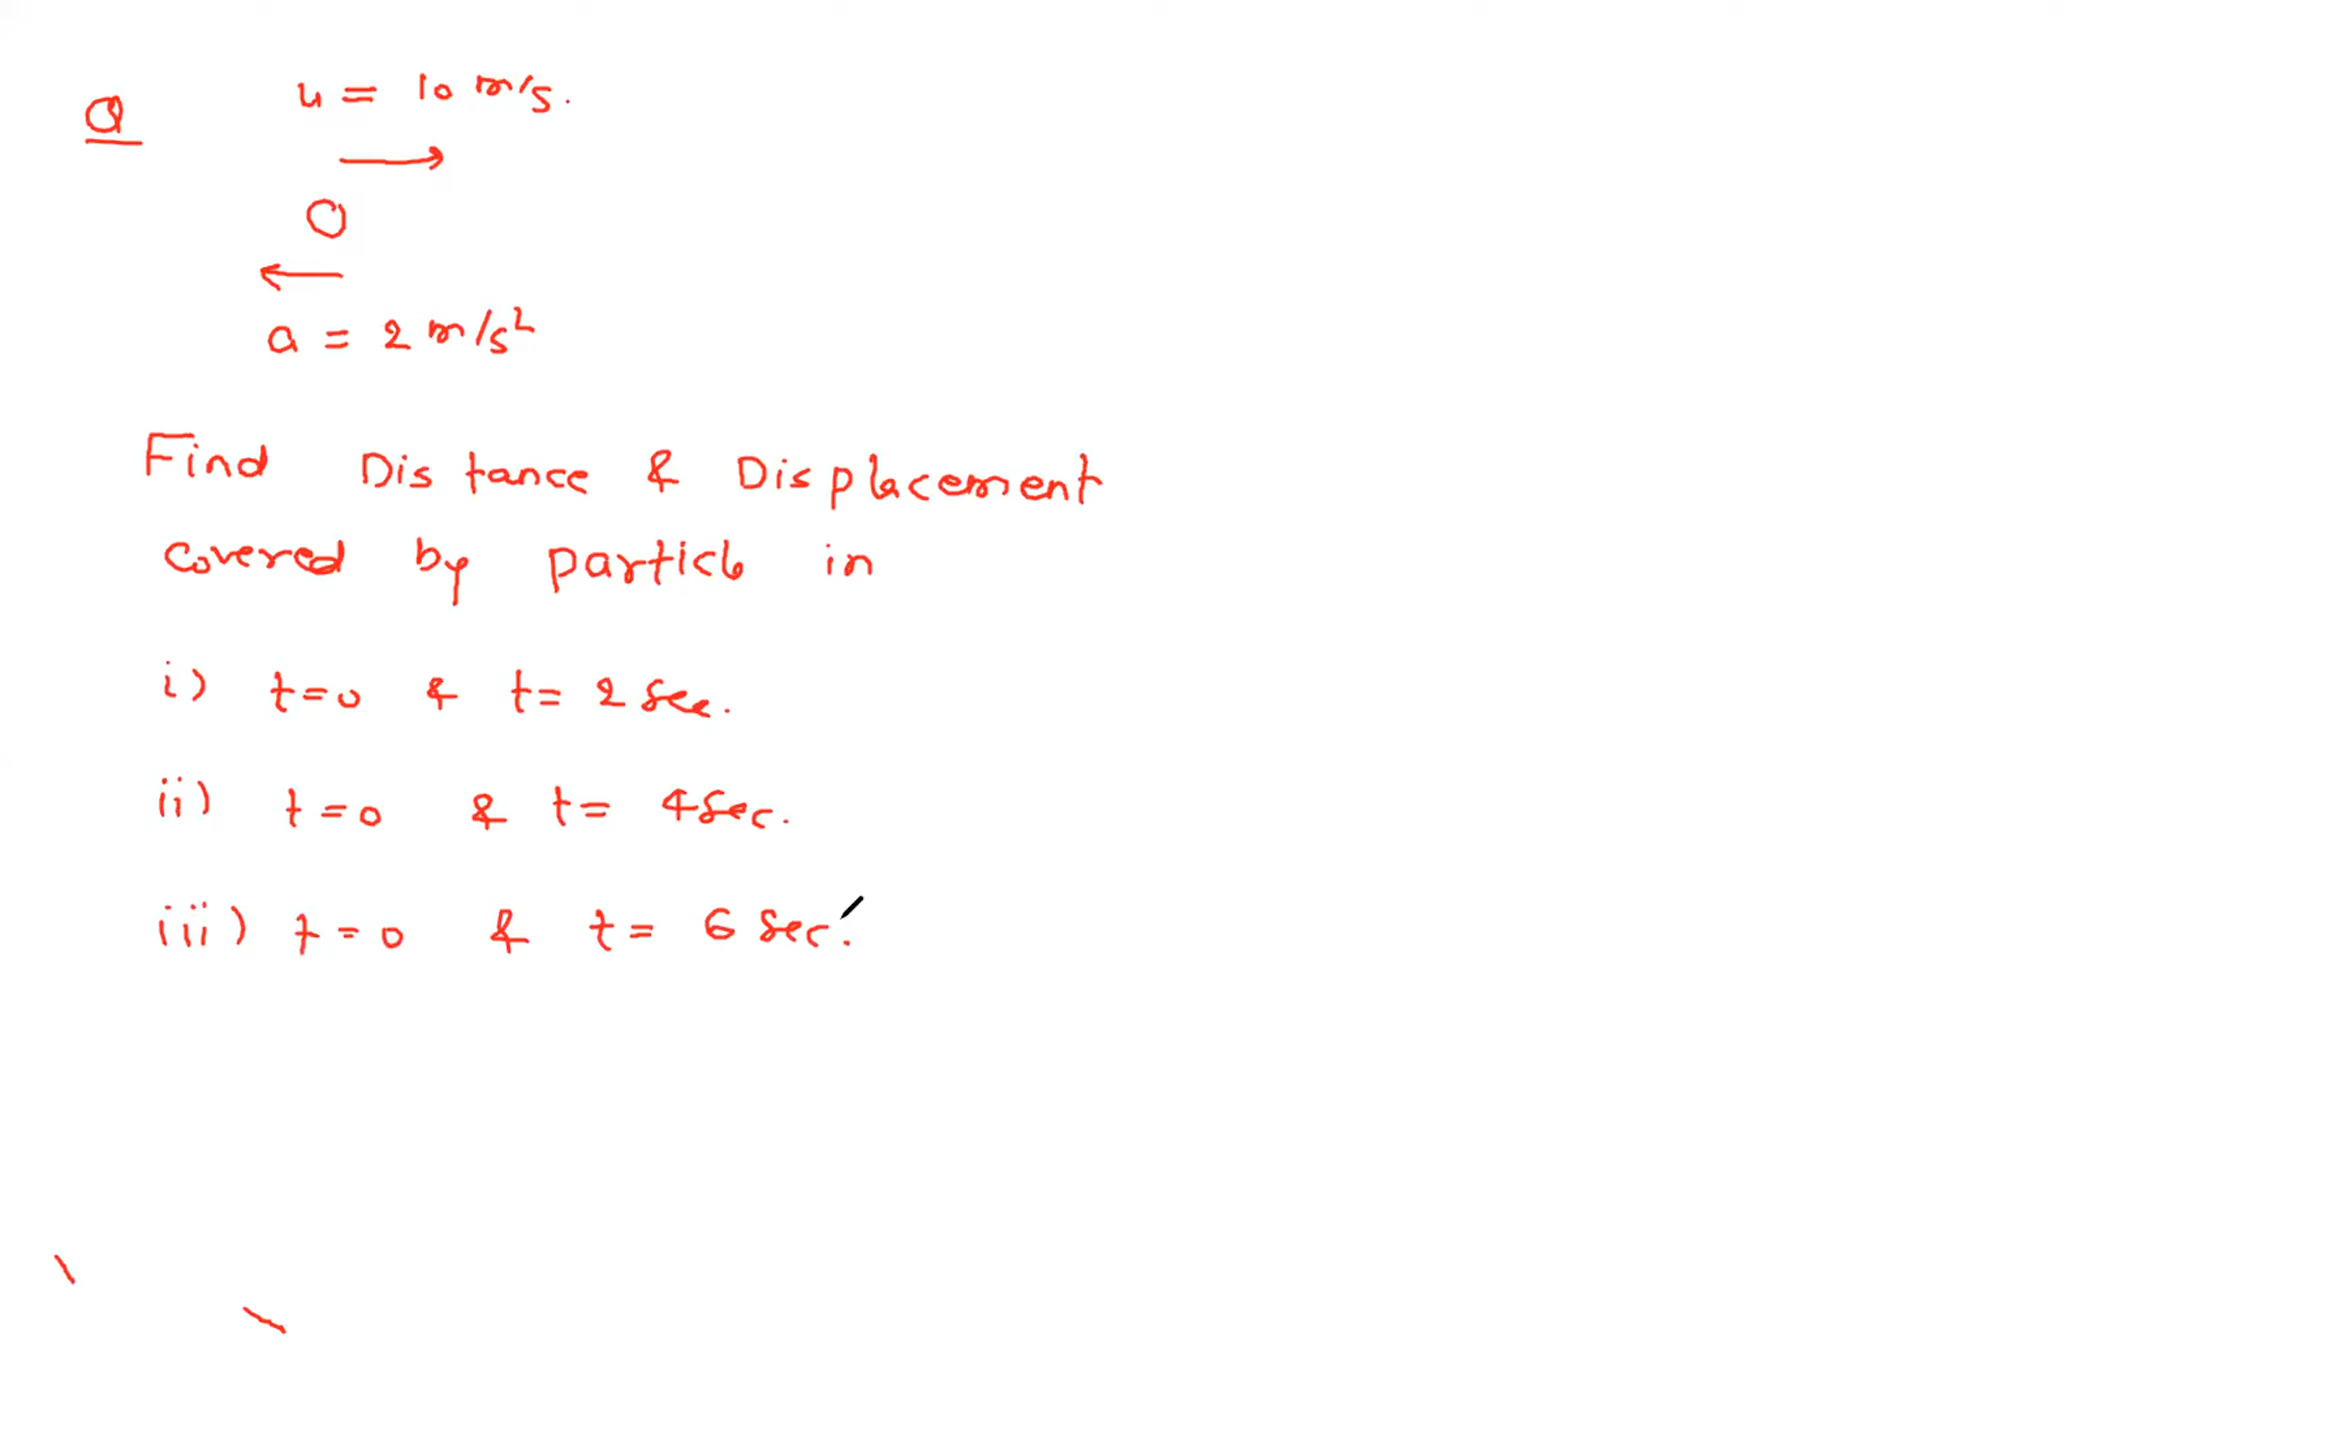 Q
u = 10 m/s.
a = 2 m/s²
Find Distance & Displacement
covered by particle in
i) t=0 & t= 2 sec.
ii) t=0 & t= 4 sec.
iii) t=0 & t= 6 sec.